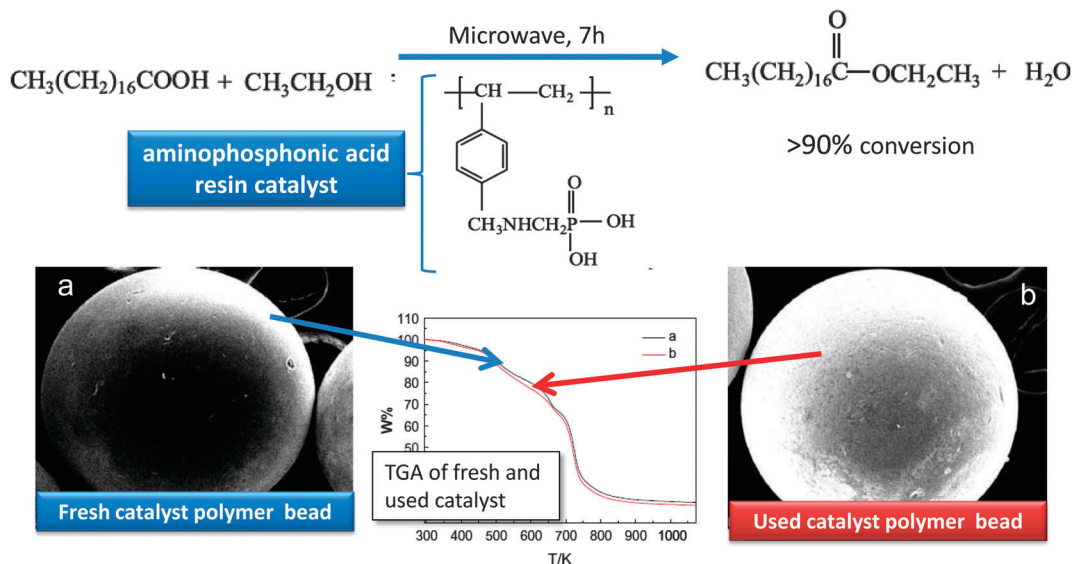 Microwave, 7h
CH₃(CH₂)₁₆COOH + CH₃CH₂OH
O
CH₃(CH₂)₁₆C—OCH₂CH₃ + H₂O
>90% conversion
CH—CH₂
n
aminophosphonic acid
resin catalyst
O
CH₃NHCH₂P—OH
OH
a
Fresh catalyst polymer bead
110
100
90
80
70
60
50
W%
a
b
TGA of fresh and
used catalyst
300 400 500 600 700 800 900 1000
T/K
b
Used catalyst polymer bead